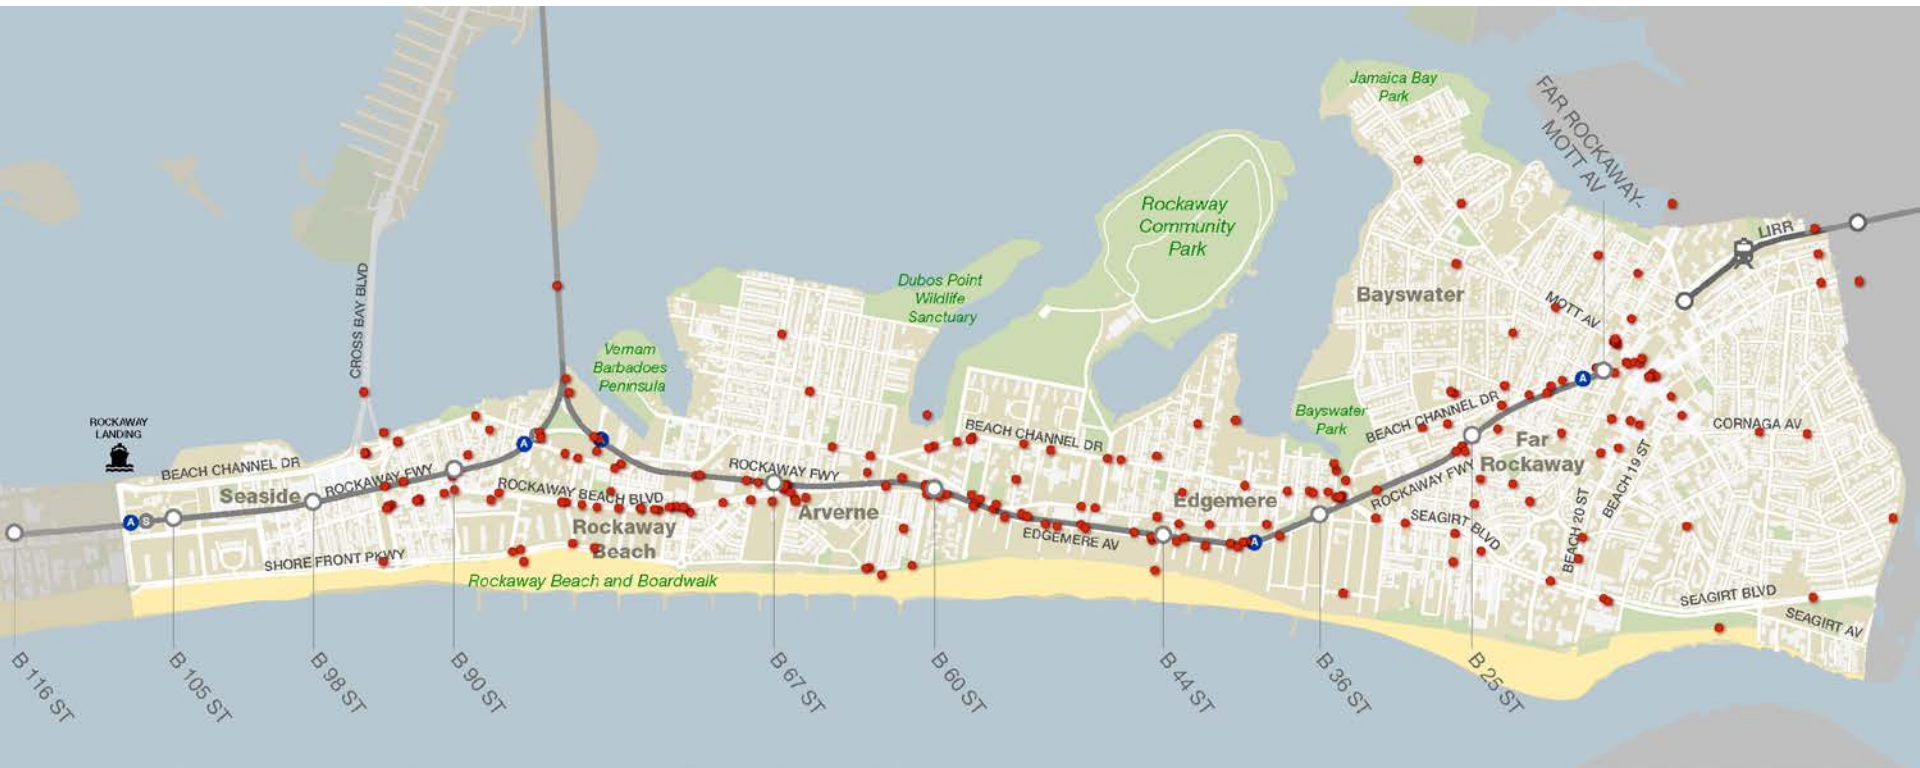 Jamaica Bay
Park
FAR ROCKAWAY-
MOTT AV
Rockaway
Community
Park
LIRR
CROSS BAY BLVD
Dubos Point
Wildlife
Sanctuary
Bayswater
MOTT AV
Vernam
Barbadoes
Peninsula
A
ROCKAWAY
LANDING
Bayswater
Park
BEACH CHANNEL DR
BEACH CHANNEL DR
CORNAGA AV
A
A
Far
Rockaway
BEACH CHANNEL DR
ROCKAWAY FWY
ROCKAWAY FWY
ROCKAWAY FWY
BEACH 19 ST
Seaside
ROCKAWAY BEACH BLVD
Edgemere
Arverne
A
S
Rockaway
Beach
SEAGIRT BLVD
BEACH 20 ST
EDGEMERE AV
A
SHORE FRONT PKWY
Rockaway Beach and Boardwalk
SEAGIRT BLVD
SEAGIRT AV
B 116 ST
B 105 ST
B 98 ST
B 90 ST
B 67 ST
B 60 ST
B 44 ST
B 36 ST
B 25 ST